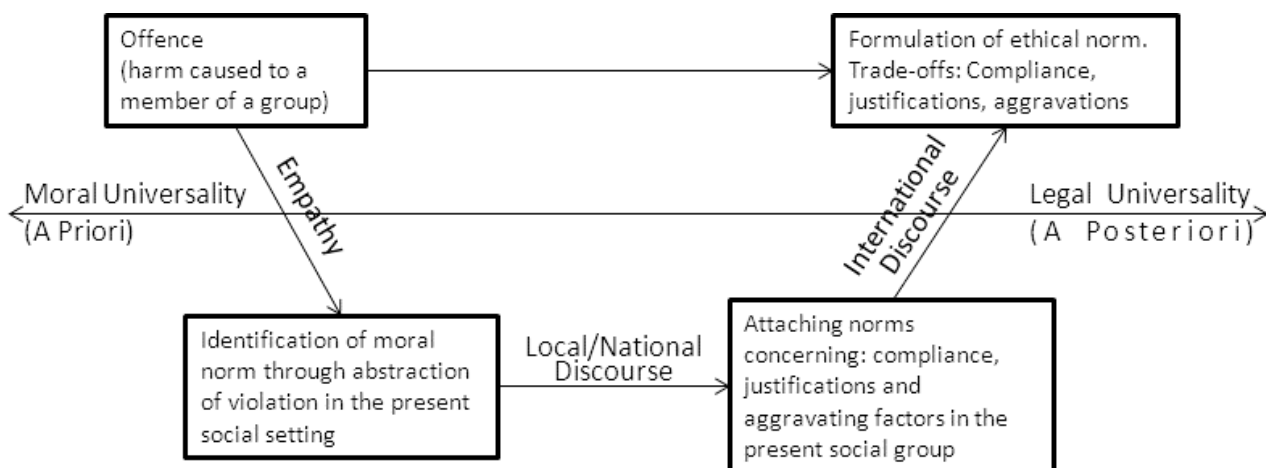 Offence
(harm caused to a
member of a group)
Formulation of ethical norm.
Trade-offs: Compliance,
justifications, aggravations
Empathy
International
Discourse
Moral Universality
(A Priori)
Legal Universality
(A Posteriori)
Identification of moral
norm through abstraction
of violation in the present
social setting
Local/National
Discourse
Attaching norms
concerning: compliance,
justifications and
aggravating factors in the
present social group